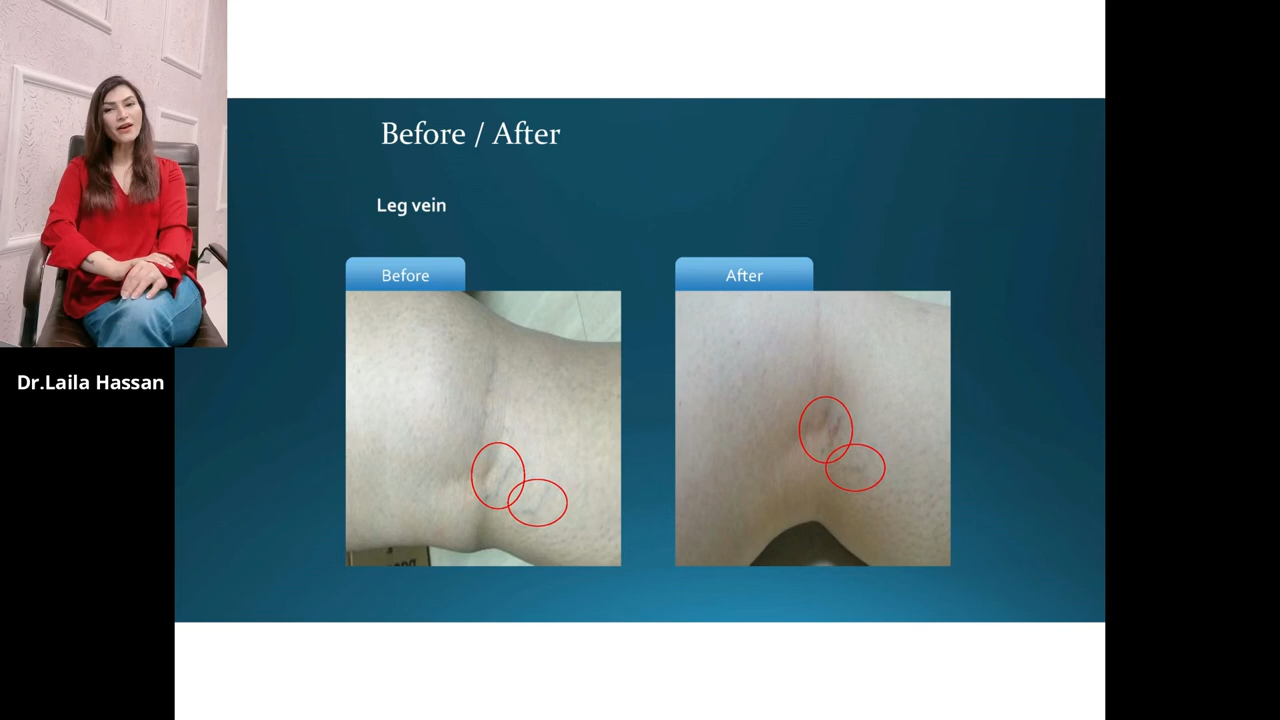 Before / After
Leg vein
Before
After
Dr.Laila Hassan